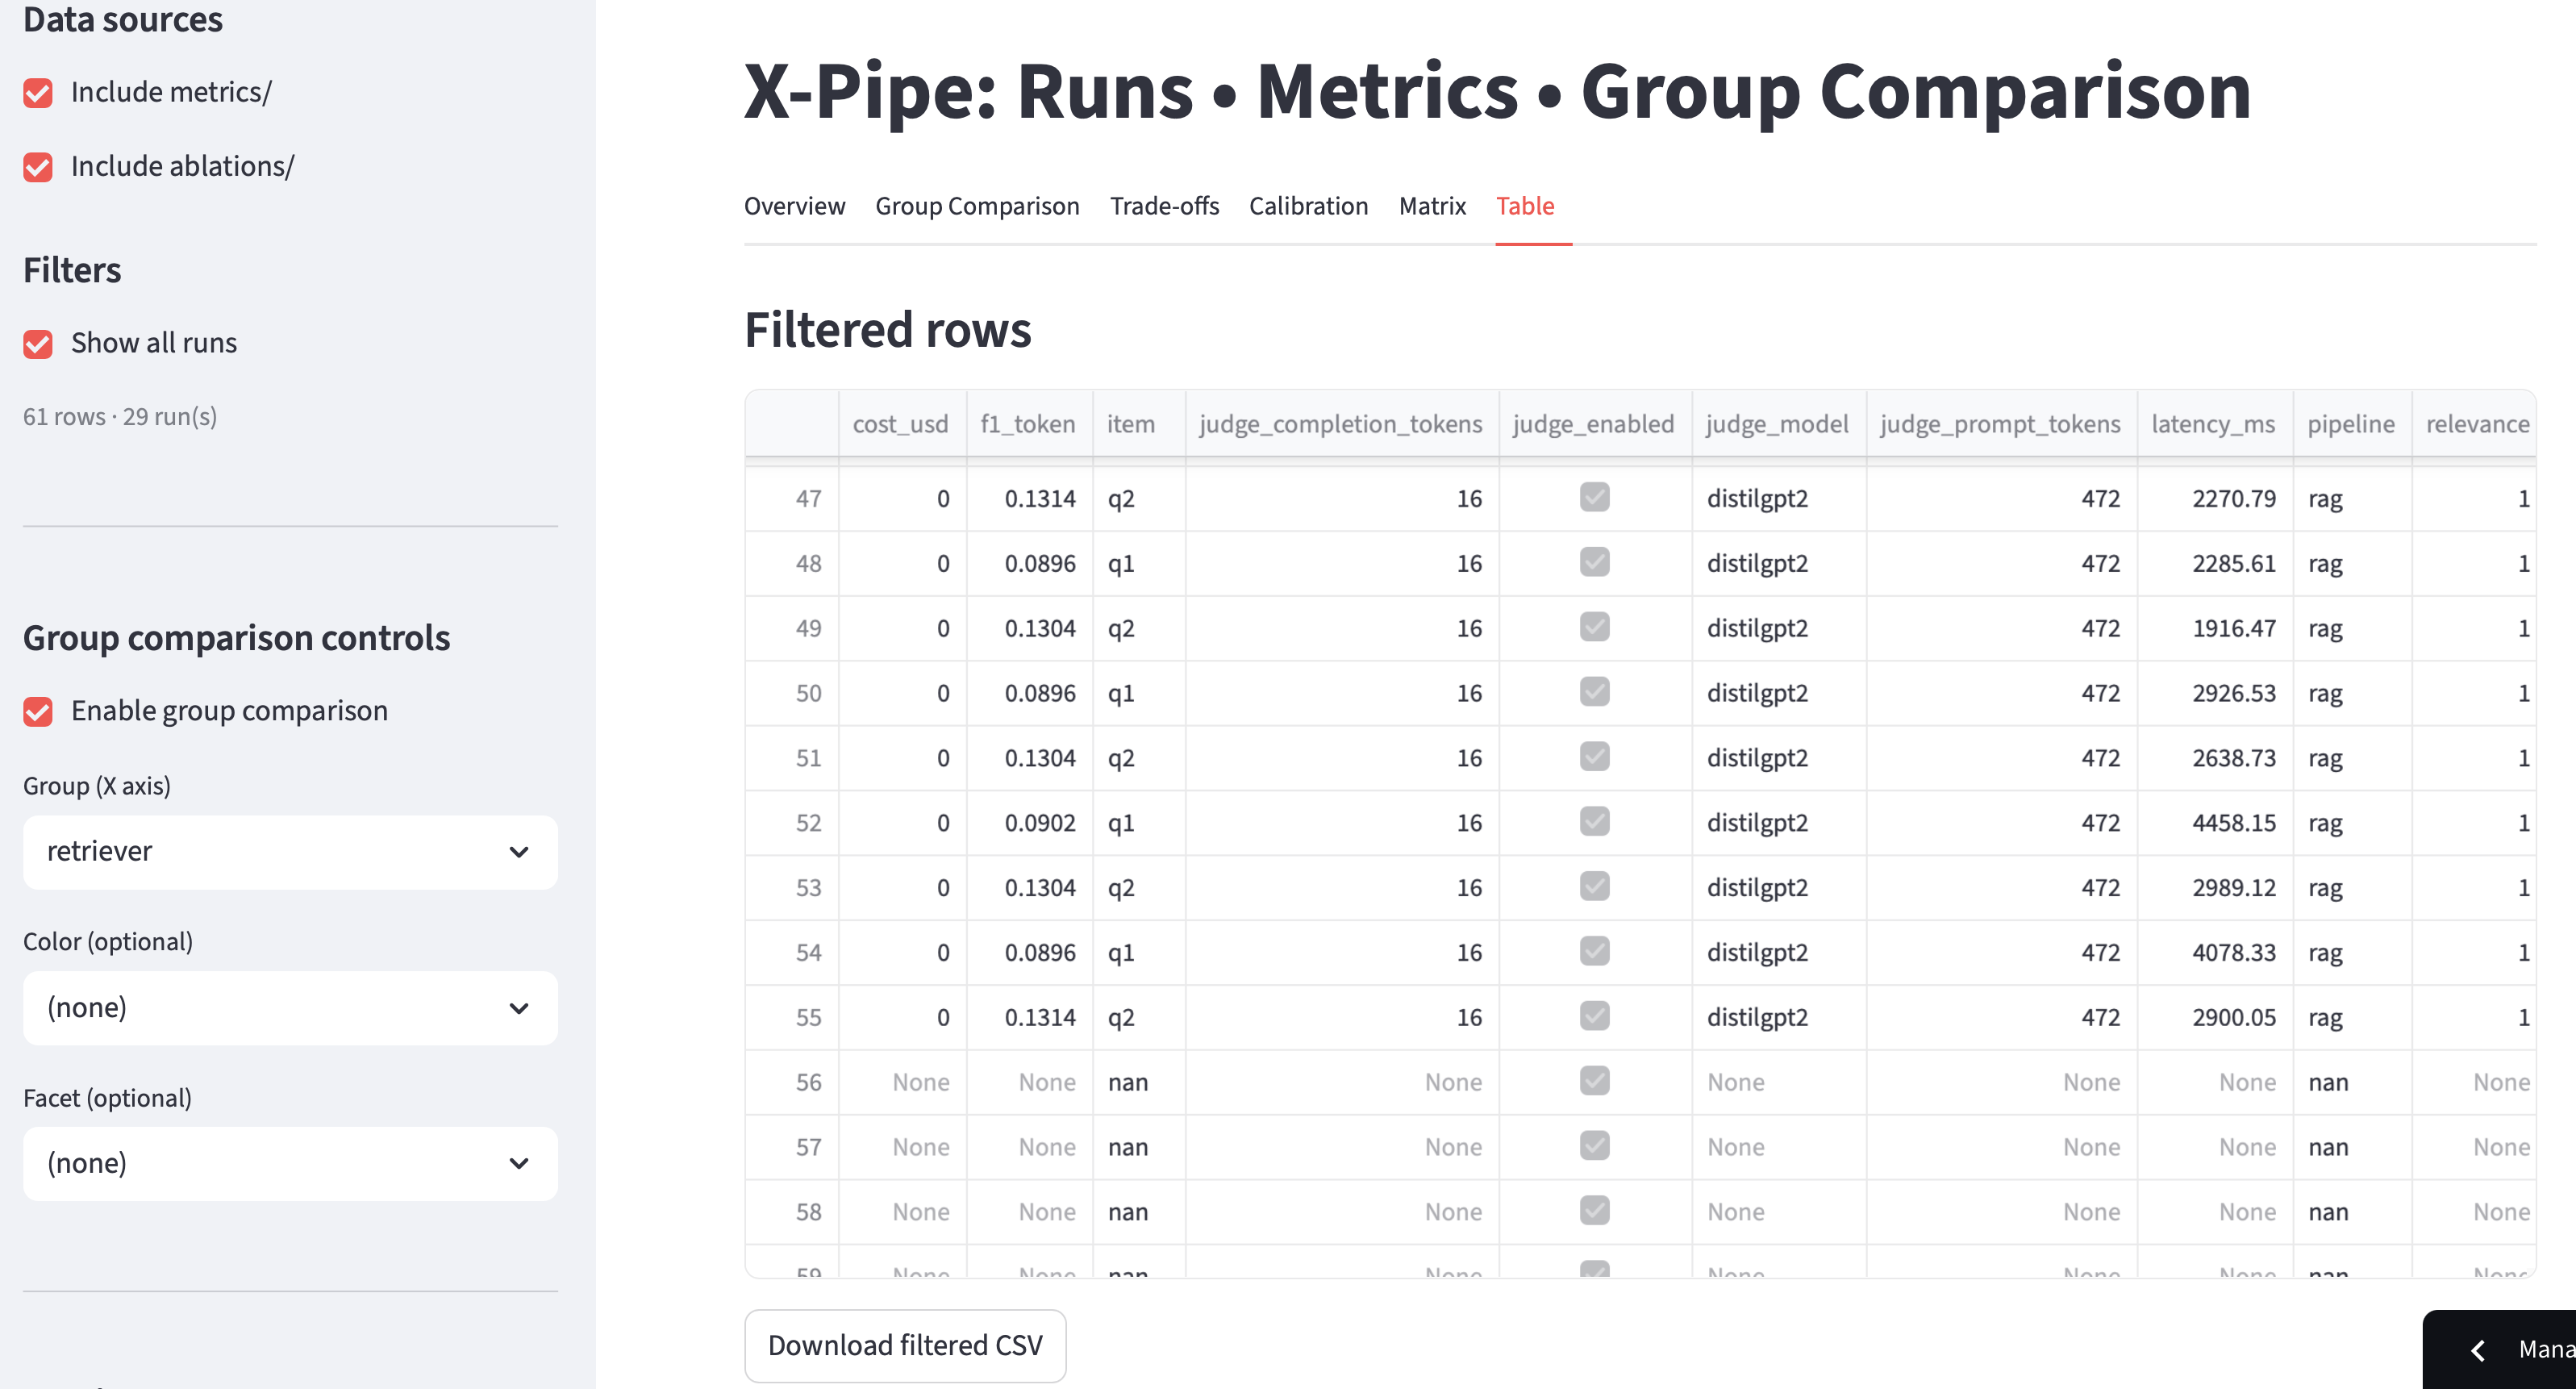 Data sources
Include metrics/
Include ablations/
Filters
Show all runs
61 rows · 29 run(s)
Group comparison controls
Enable group comparison
Group (X axis)
retriever
Color (optional)
(none)
Facet (optional)
(none)
X-Pipe: Runs • Metrics • Group Comparison
Overview Group Comparison Trade-offs Calibration Matrix Table
Filtered rows
cost_usd f1_token item judge_completion_tokens judge_enabled judge_model judge_prompt_tokens latency_ms pipeline relevance
47 0 0.1314 q2 16 distilgpt2 472 2270.79 rag 1
48 0 0.0896 q1 16 distilgpt2 472 2285.61 rag 1
49 0 0.1304 q2 16 distilgpt2 472 1916.47 rag 1
50 0 0.0896 q1 16 distilgpt2 472 2926.53 rag 1
51 0 0.1304 q2 16 distilgpt2 472 2638.73 rag 1
52 0 0.0902 q1 16 distilgpt2 472 4458.15 rag 1
53 0 0.1304 q2 16 distilgpt2 472 2989.12 rag 1
54 0 0.0896 q1 16 distilgpt2 472 4078.33 rag 1
55 0 0.1314 q2 16 distilgpt2 472 2900.05 rag 1
56 None None nan None None None None nan None
57 None None nan None None None None nan None
58 None None nan None None None None nan None
59 None None nan None None None None nan None
Download filtered CSV
Mana